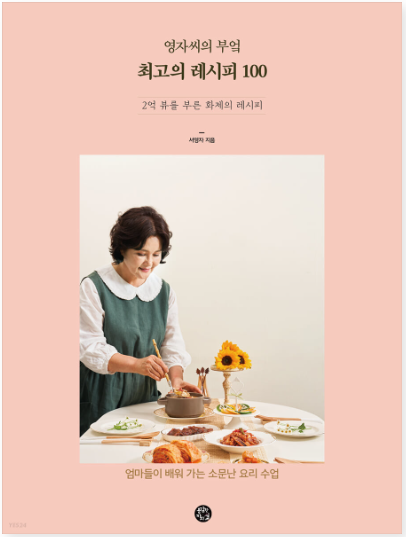 영자씨의 부엌
최고의 레시피 100
2억 뷰를 부른 화제의 레시피
서영자 지음
엄마들이 배워 가는 소문난 요리 수업
YES24